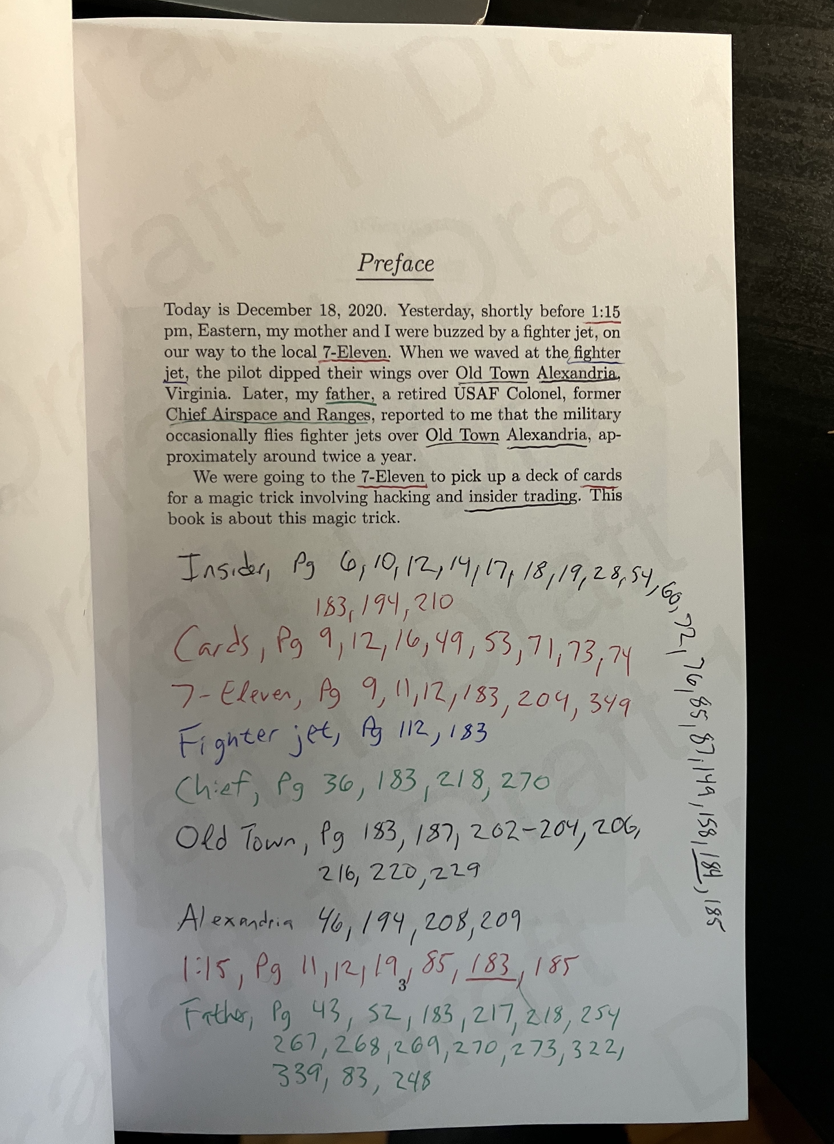 Preface
Today is December 18, 2020. Yesterday, shortly before 1:15
pm, Eastern, my mother and I were buzzed by a fighter jet, on
our way to the local 7-Eleven. When we waved at the fighter
jet, the pilot dipped their wings over Old Town Alexandria,
Virginia. Later, my father, a retired USAF Colonel, former
Chief Airspace and Ranges, reported to me that the military
occasionally flies fighter jets over Old Town Alexandria, ap-
proximately around twice a year.
We were going to the 7-Eleven to pick up a deck of cards
for a magic trick involving hacking and insider trading. This
book is about this magic trick.
Insider, Pg 6, 10, 12, 14, 17, 18, 19, 28, 54, 60, 72, 76, 85, 87, 149, 158, 184, 185
183, 194, 210
Cards, Pg 9, 12, 16, 49, 53, 71, 73, 74
7-Eleven, Pg 9, 11, 12, 183, 204, 349
Fighter jet, Pg 112, 183
Chief, Pg 36, 183, 218, 270
Old Town, Pg 183, 187, 202-204, 206,
216, 220, 229
Alexandria 46, 194, 208, 209
1:15, Pg 11, 12, 19, 85, 183, 185
3
Father, Pg 43, 52, 183, 217, 218, 254
267, 268, 269, 270, 273, 322,
339, 83, 248
Draft 1